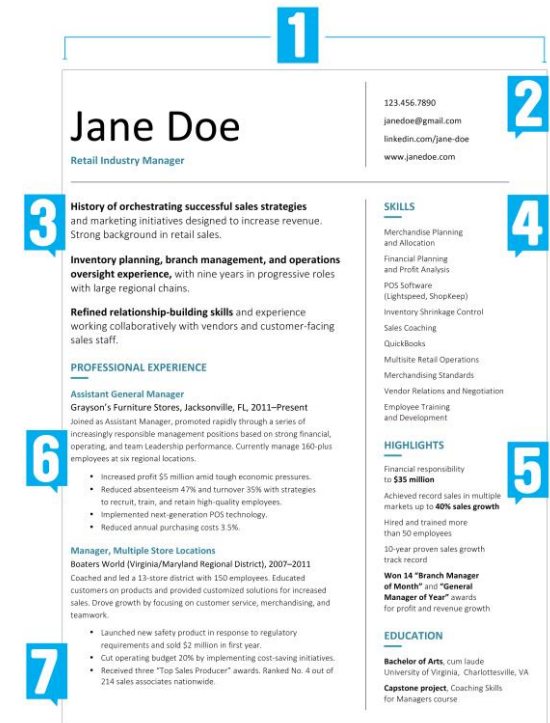 1
2
Jane Doe
Retail Industry Manager
123.456.7890
janedoe@gmail.com
linkedin.com/jane-doe
www.janedoe.com
3
History of orchestrating successful sales strategies
and marketing initiatives designed to increase revenue.
Strong background in retail sales.
Inventory planning, branch management, and operations
oversight experience, with nine years in progressive roles
with large regional chains.
Refined relationship-building skills and experience
working collaboratively with vendors and customer-facing
sales staff.
PROFESSIONAL EXPERIENCE
Assistant General Manager
Grayson's Furniture Stores, Jacksonville, FL, 2011–Present
6
Joined as Assistant Manager, promoted rapidly through a series of
increasingly responsible management positions based on strong financial,
operating, and team Leadership performance. Currently manage 160-plus
employees at six regional locations.
• Increased profit $5 million amid tough economic pressures.
• Reduced absenteeism 47% and turnover 35% with strategies
to recruit, train, and retain high-quality employees.
• Implemented next-generation POS technology.
• Reduced annual purchasing costs 3.5%.
Manager, Multiple Store Locations
Boaters World (Virginia/Maryland Regional District), 2007–2011
Coached and led a 13-store district with 150 employees. Educated
customers on products and provided customized solutions for increased
sales. Drove growth by focusing on customer service, merchandising, and
teamwork.
7
• Launched new safety product in response to regulatory
requirements and sold $2 million in first year.
• Cut operating budget 20% by implementing cost-saving initiatives.
• Received three "Top Sales Producer" awards. Ranked No. 4 out of
214 sales associates nationwide.
4
SKILLS
Merchandise Planning
and Allocation
Financial Planning
and Profit Analysis
POS Software
(Lightspeed, ShopKeep)
Inventory Shrinkage Control
Sales Coaching
QuickBooks
Multisite Retail Operations
Merchandising Standards
Vendor Relations and Negotiation
Employee Training
and Development
5
HIGHLIGHTS
Financial responsibility
to $35 million
Achieved record sales in multiple
markets up to 40% sales growth
Hired and trained more
than 50 employees
10-year proven sales growth
track record
Won 14 "Branch Manager
of Month" and "General
Manager of Year" awards
for profit and revenue growth
EDUCATION
Bachelor of Arts, cum laude
University of Virginia, Charlottesville, VA
Capstone project, Coaching Skills
for Managers course